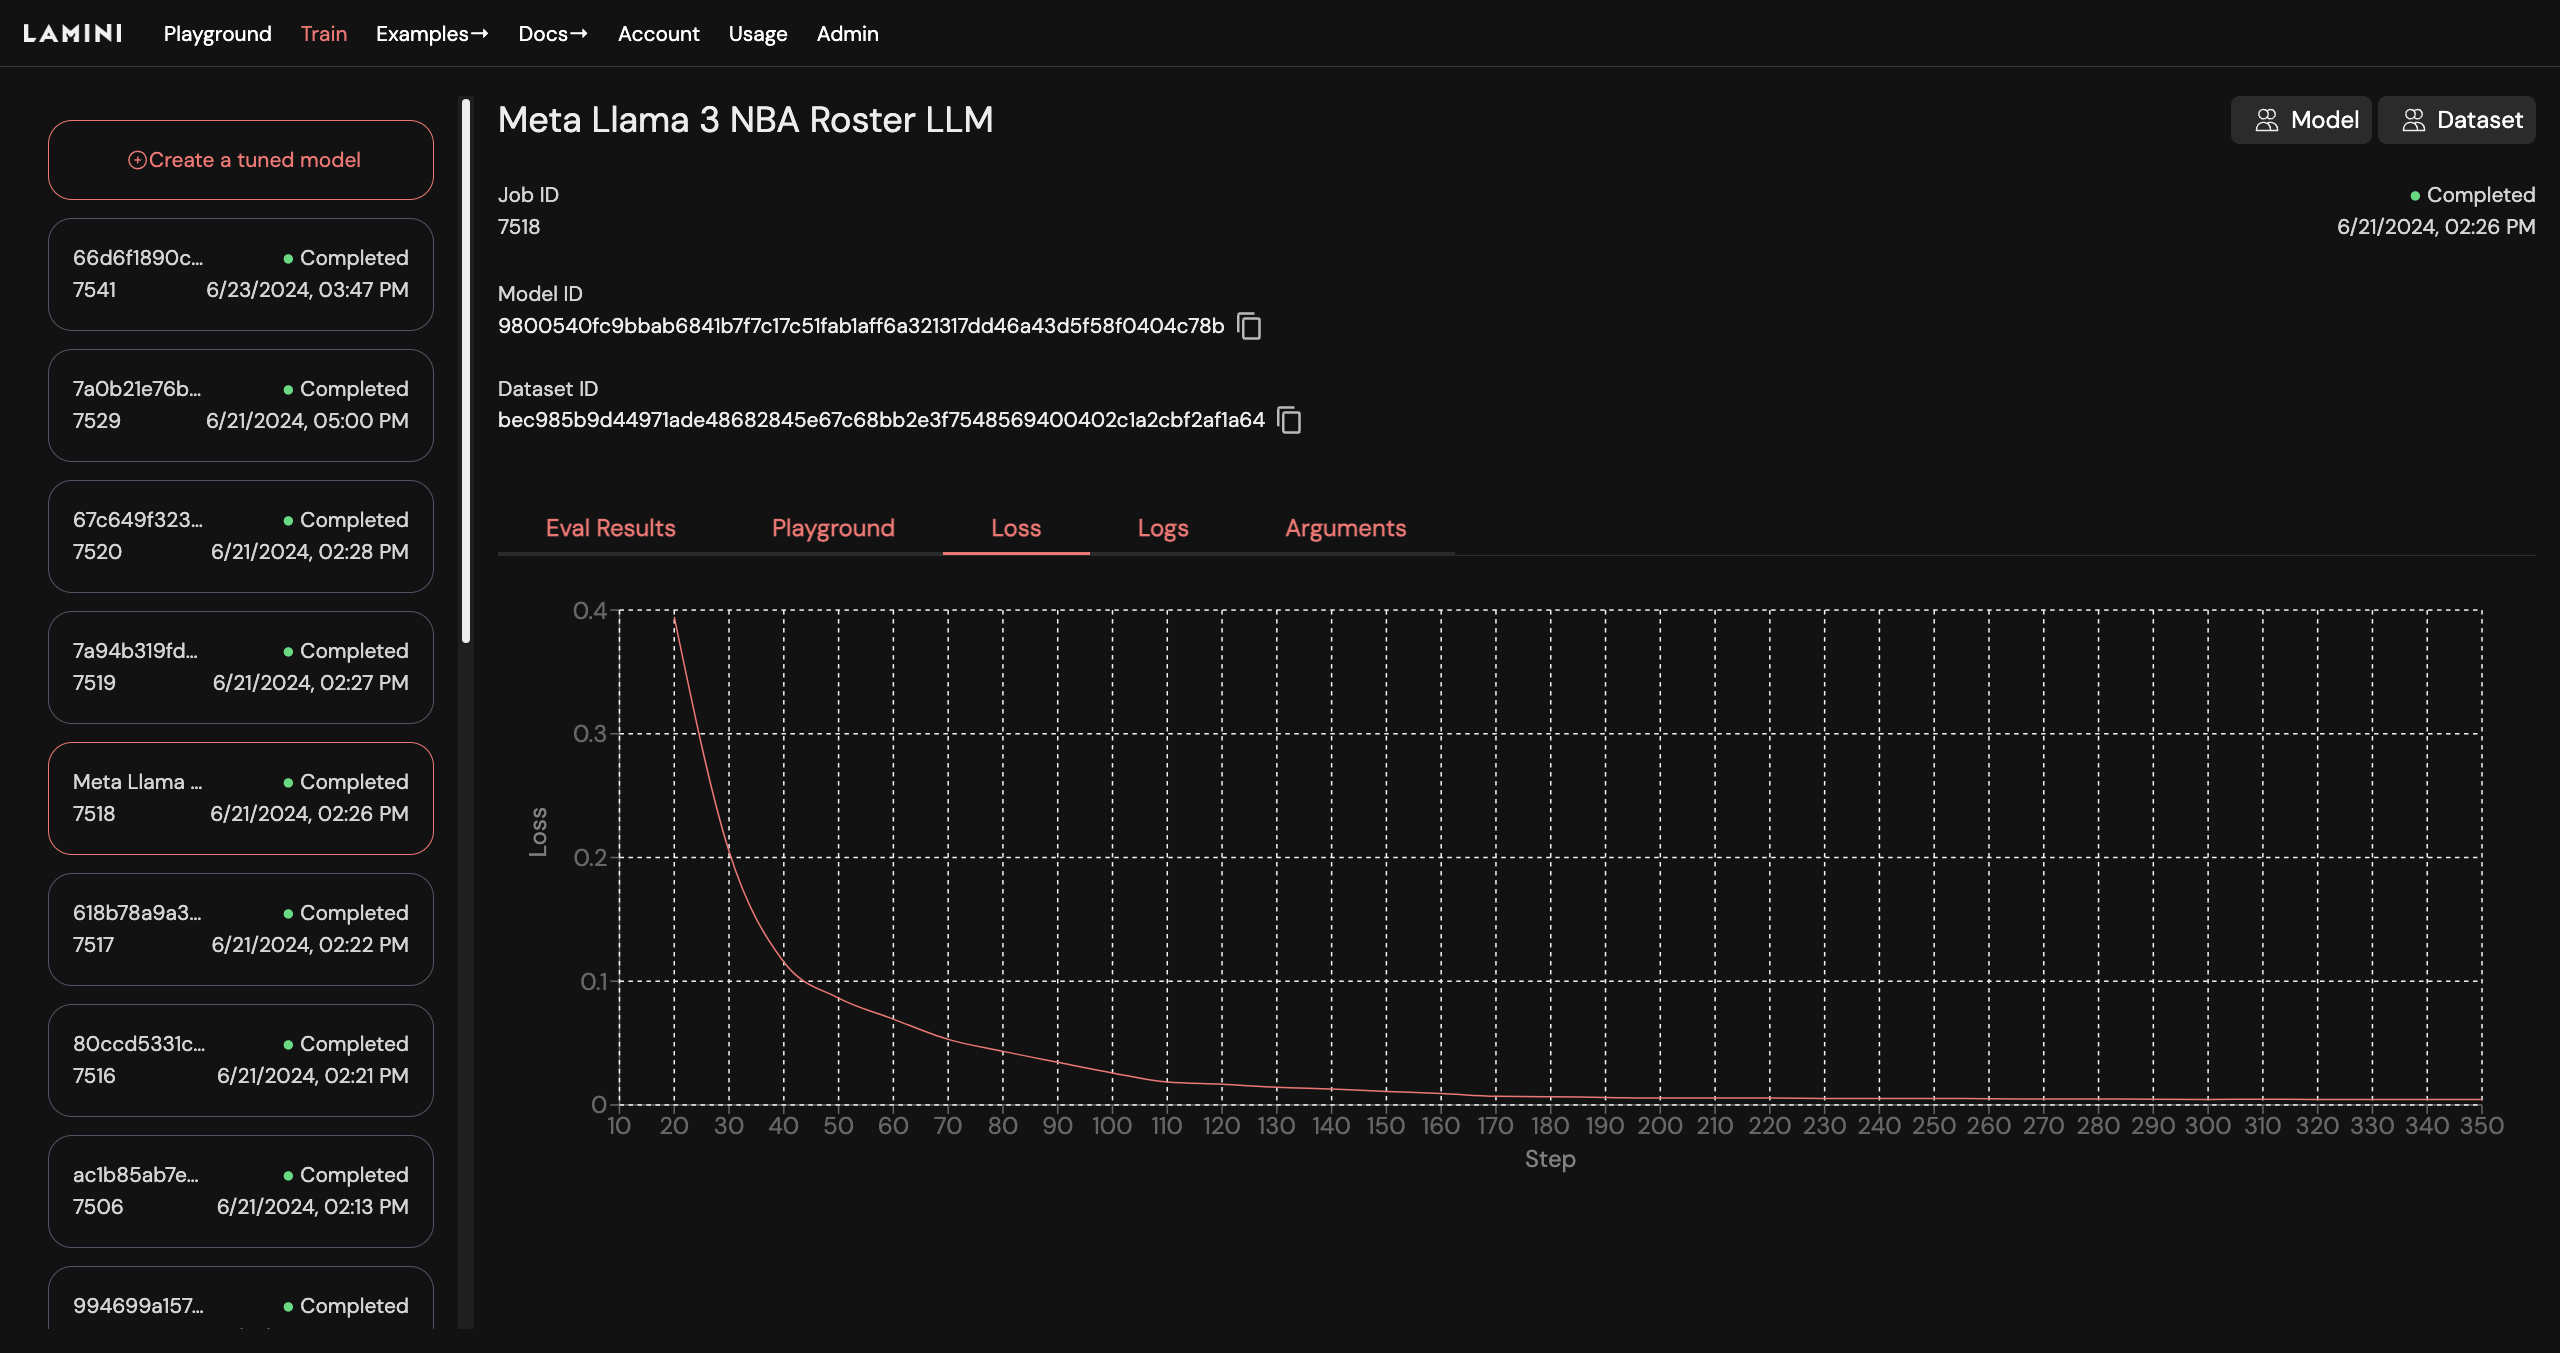 LAMINI
Playground Train Examples→ Docs→ Account Usage Admin
Create a tuned model
66d6f1890c... Completed
7541 6/23/2024, 03:47 PM
7a0b21e76b... Completed
7529 6/21/2024, 05:00 PM
67c649f323... Completed
7520 6/21/2024, 02:28 PM
7a94b319fd... Completed
7519 6/21/2024, 02:27 PM
Meta Llama ... Completed
7518 6/21/2024, 02:26 PM
618b78a9a3... Completed
7517 6/21/2024, 02:22 PM
80ccd5331c... Completed
7516 6/21/2024, 02:21 PM
ac1b85ab7e... Completed
7506 6/21/2024, 02:13 PM
994699a157... Completed
Meta Llama 3 NBA Roster LLM
Model Dataset
Job ID
7518
Completed
6/21/2024, 02:26 PM
Model ID
9800540fc9bbab6841b7f7c17c51fab1aff6a321317dd46a43d5f58f0404c78b
Dataset ID
bec985b9d44971ade48682845e67c68bb2e3f7548569400402c1a2cbf2af1a64
Eval Results Playground Loss Logs Arguments
0.4
0.3
0.2
0.1
0
Loss
10 20 30 40 50 60 70 80 90 100 110 120 130 140 150 160 170 180 190 200 210 220 230 240 250 260 270 280 290 300 310 320 330 340 350
Step